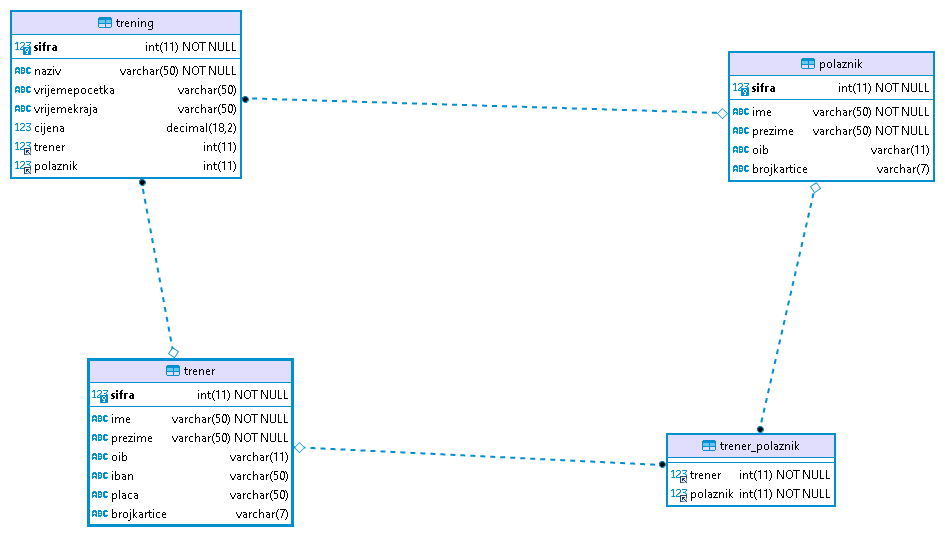 trening
123 sifra int(11) NOT NULL
ABC naziv varchar(50) NOT NULL
ABC vrijemepocetka varchar(50)
ABC vrijemekraja varchar(50)
123 cijena decimal(18,2)
123 trener int(11)
123 polaznik int(11)
polaznik
123 sifra int(11) NOT NULL
ABC ime varchar(50) NOT NULL
ABC prezime varchar(50) NOT NULL
ABC oib varchar(11)
ABC brojkartice varchar(7)
trener
123 sifra int(11) NOT NULL
ABC ime varchar(50) NOT NULL
ABC prezime varchar(50) NOT NULL
ABC oib varchar(11)
ABC iban varchar(50)
ABC placa varchar(50)
ABC brojkartice varchar(7)
trener_polaznik
123 trener int(11) NOT NULL
123 polaznik int(11) NOT NULL